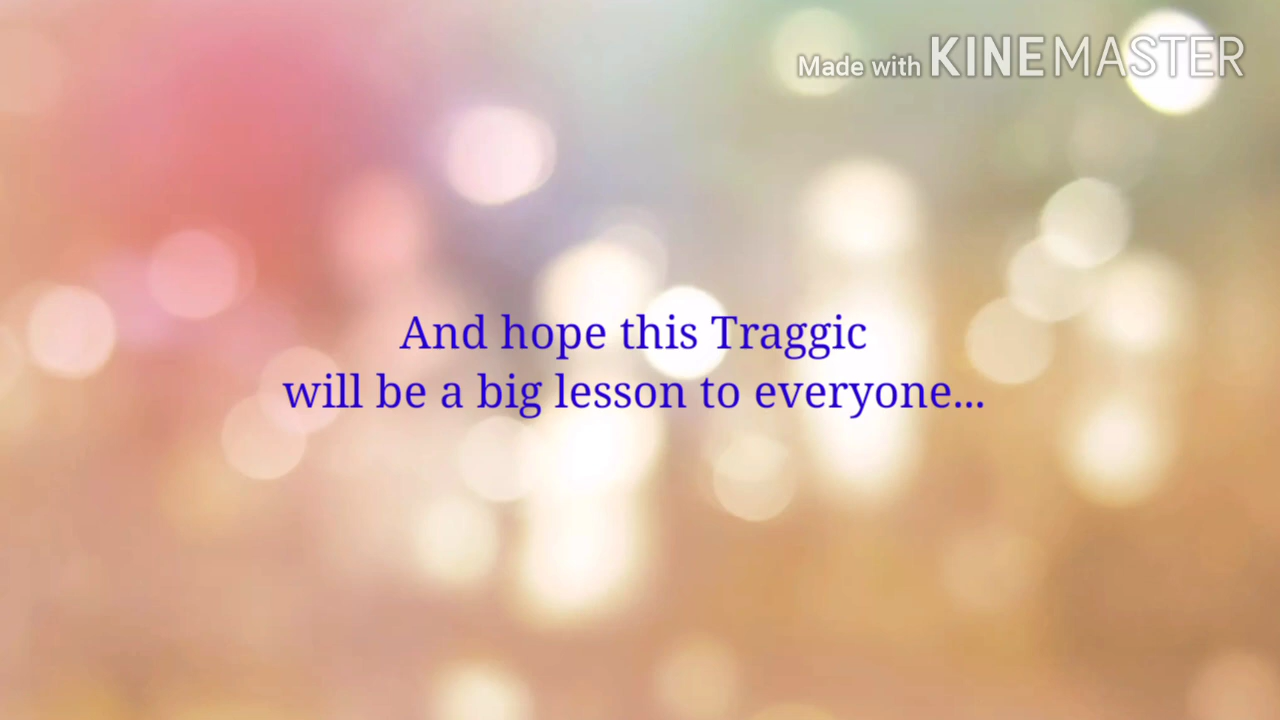 Made with KINEMASTER
And hope this Traggic
will be a big lesson to everyone...